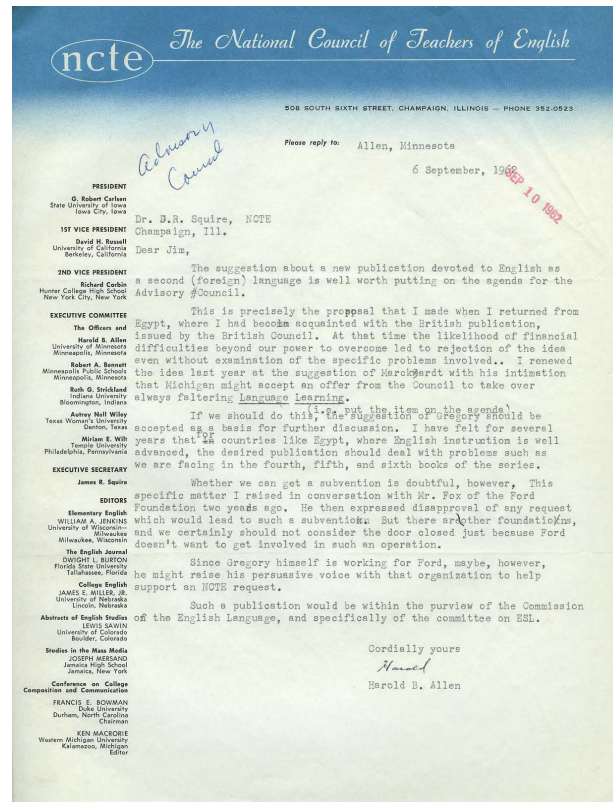 ncte
The National Council of Teachers of English
508 SOUTH SIXTH STREET, CHAMPAIGN, ILLINOIS — PHONE 352-0523
Advisory
Council
Please reply to: Allen, Minnesota
6 September, 1962
SEP 10 1962
PRESIDENT
G. Robert Carlsen
State University of Iowa
Iowa City, Iowa
1ST VICE PRESIDENT
David H. Russell
University of California
Berkeley, California
2ND VICE PRESIDENT
Richard Corbin
Hunter College High School
New York City, New York
EXECUTIVE COMMITTEE
The Officers and
Harold B. Allen
University of Minnesota
Minneapolis, Minnesota
Robert A. Bennett
Minneapolis Public Schools
Minneapolis, Minnesota
Ruth G. Strickland
Indiana University
Bloomington, Indiana
Autrey Nell Wiley
Texas Woman's University
Denton, Texas
Miriam E. Wilt
Temple University
Philadelphia, Pennsylvania
EXECUTIVE SECRETARY
James R. Squire
EDITORS
Elementary English
WILLIAM A. JENKINS
University of Wisconsin—
Milwaukee
Milwaukee, Wisconsin
The English Journal
DWIGHT L. BURTON
Florida State University
Tallahassee, Florida
College English
JAMES E. MILLER, JR.
University of Nebraska
Lincoln, Nebraska
Abstracts of English Studies
LEWIS SAWIN
University of Colorado
Boulder, Colorado
Studies in the Mass Media
JOSEPH MERSAND
Jamaica High School
Jamaica, New York
Conference on College
Composition and Communication
FRANCIS E. BOWMAN
Duke University
Durham, North Carolina
Chairman
KEN MACRORIE
Western Michigan University
Kalamazoo, Michigan
Editor
Dr. J.R. Squire, NCTE
Champaign, Ill.
Dear Jim,
The suggestion about a new publication devoted to English as
a second (foreign) language is well worth putting on the agenda for the
Advisory Council.
This is precisely the proposal that I made when I returned from
Egypt, where I had become acquainted with the British publication,
issued by the British Council. At that time the likelihood of financial
difficulties beyond our power to overcome led to rejection of the idea
even without examination of the specific problems involved.. I renewed
the idea last year at the suggestion of Marckwardt with his intimation
that Michigan might accept an offer from the Council to take over
always faltering Language Learning.
(i.e. put the item on the agenda)
If we should do this, the suggestion of Gregory should be
accepted as a basis for further discussion. I have felt for several
years that for countries like Egypt, where English instruction is well
advanced, the desired publication should deal with problems such as
we are facing in the fourth, fifth, and sixth books of the series.
Whether we can get a subvention is doubtful, however, This
specific matter I raised in conversation with Mr. Fox of the Ford
Foundation two years ago. He then expressed disapproval of any request
which would lead to such a subvention. But there are other foundations,
and we certainly should not consider the door closed just because Ford
doesn't want to get involved in such an operation.
Since Gregory himself is working for Ford, maybe, however,
he might raise his persuasive voice with that organization to help
support an NCTE request.
Such a publication would be within the purview of the Commission
on the English Language, and specifically of the committee on ESL.
Cordially yours
Harold
Harold B. Allen